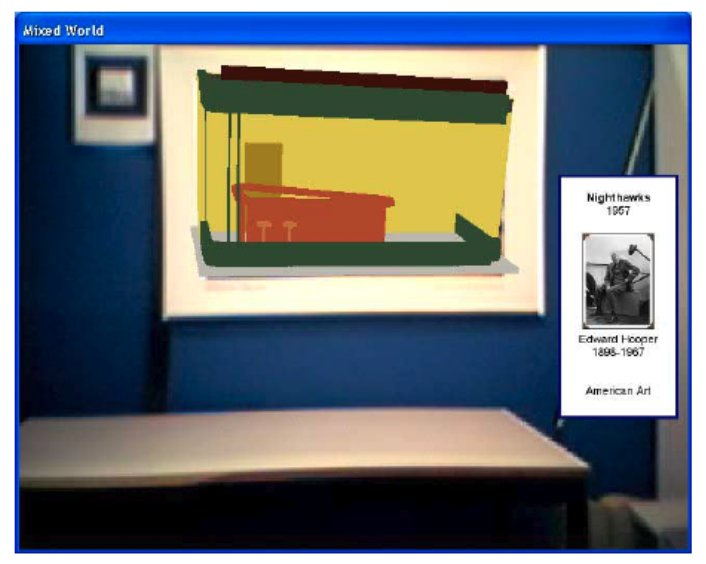 Mixed World
Nighthawks
1957
Edward Hooper
1898-1967
American Art